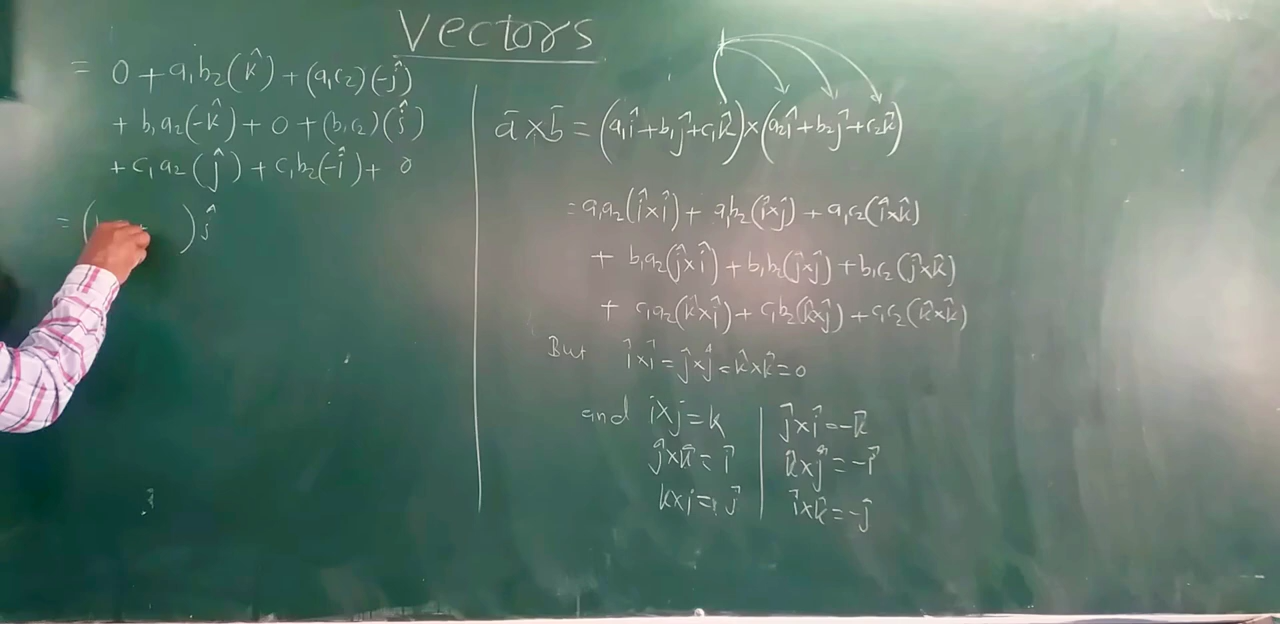 Vectors
= 0 + a₁b₂(k̂) + (a₁c₂)(-ĵ)
+ b₁a₂(-k̂) + 0 + (b₁c₂)(î)
+ c₁a₂(ĵ) + c₁b₂(-î) + 0
= ( ) ĵ
ā × b̄ = (a₁î + b₁ĵ + c₁k̂) × (a₂î + b₂ĵ + c₂k̂)
= a₁a₂(î×î) + a₁b₂(î×ĵ) + a₁c₂(î×k̂)
+ b₁a₂(ĵ×î) + b₁b₂(ĵ×ĵ) + b₁c₂(ĵ×k̂)
+ c₁a₂(k̂×î) + c₁b₂(k̂×ĵ) + c₁c₂(k̂×k̂)
But î×î = ĵ×ĵ = k̂×k̂ = 0
and i×j = k | ĵ×î = -k̂
ĵ×k̂ = î | k̂×ĵ = -î
k×i = ĵ | î×k̂ = -ĵ